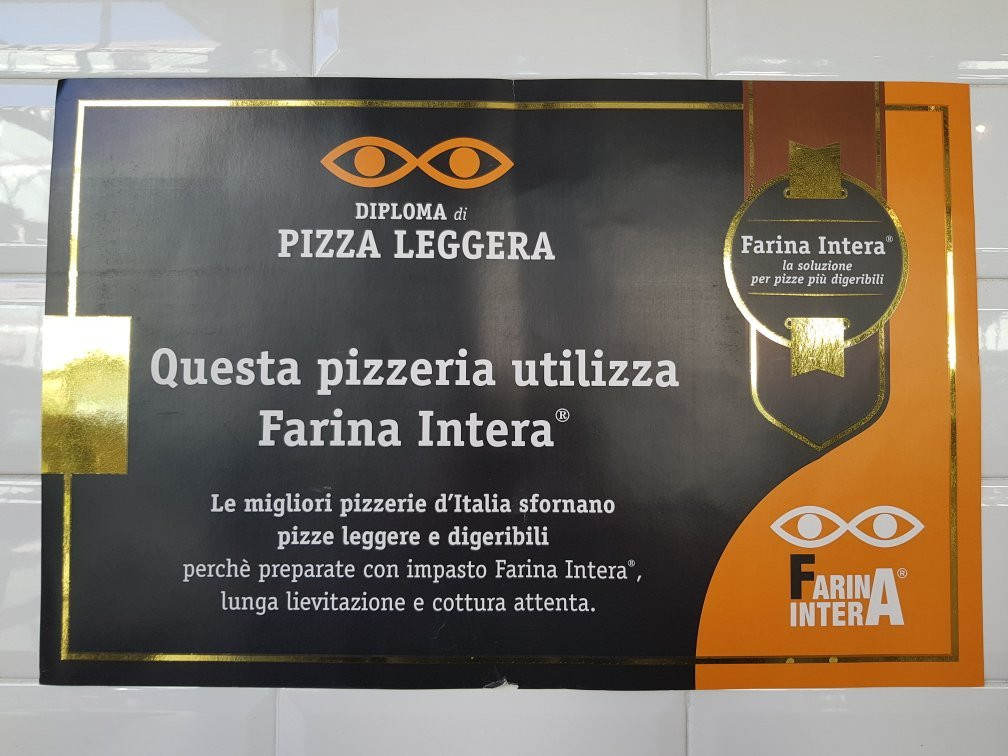 DIPLOMA di
PIZZA LEGGERA
Farina Intera®
la soluzione
per pizze più digeribili
Questa pizzeria utilizza
Farina Intera®
Le migliori pizzerie d'Italia sfornano
pizze leggere e digeribili
perchè preparate con impasto Farina Intera®,
lunga lievitazione e cottura attenta.
FARINA®
INTERA